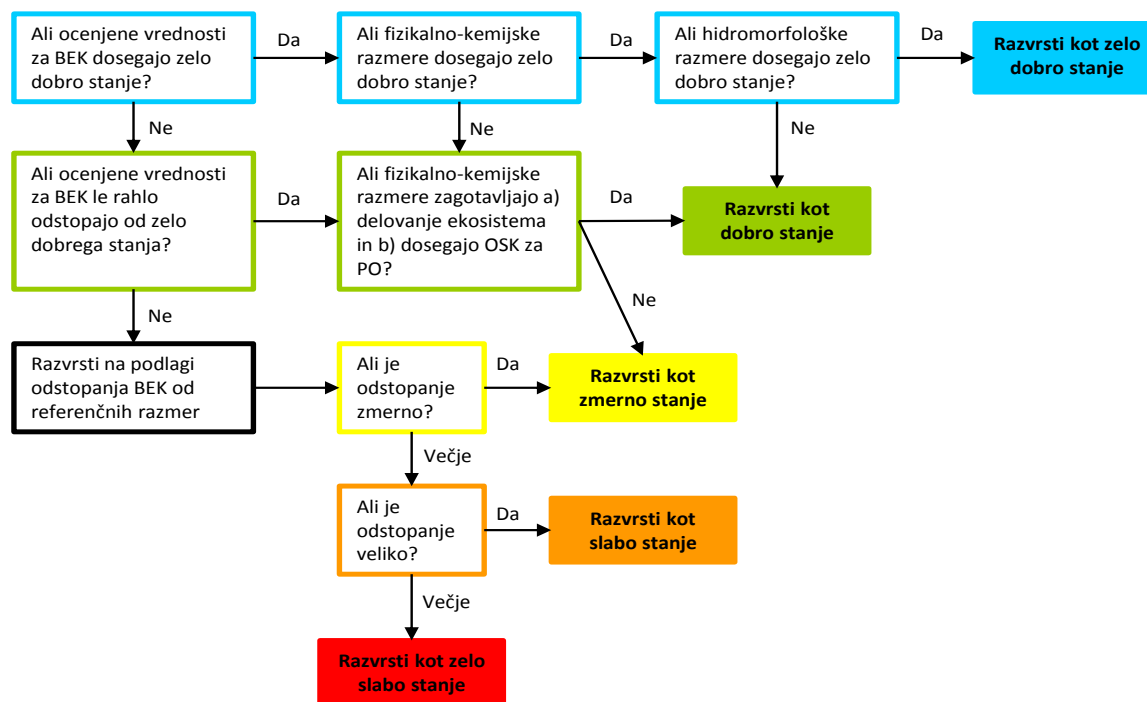 Ali ocenjene vrednosti
za BEK dosegajo zelo
dobro stanje?
Da
Ali fizikalno-kemijske
razmere dosegajo zelo
dobro stanje?
Da
Ali hidromorfološke
razmere dosegajo zelo
dobro stanje?
Da
Razvrsti kot zelo
dobro stanje
Ne
Ne
Ne
Ali ocenjene vrednosti
za BEK le rahlo
odstopajo od zelo
dobrega stanja?
Da
Ali fizikalno-kemijske
razmere zagotavljajo a)
delovanje ekosistema
in b) dosegajo OSK za
PO?
Da
Razvrsti kot
dobro stanje
Ne
Ne
Razvrsti na podlagi
odstopanja BEK od
referenčnih razmer
Ali je
odstopanje
zmerno?
Da
Razvrsti kot
zmerno stanje
Večje
Ali je
odstopanje
veliko?
Da
Razvrsti kot
slabo stanje
Večje
Razvrsti kot zelo
slabo stanje